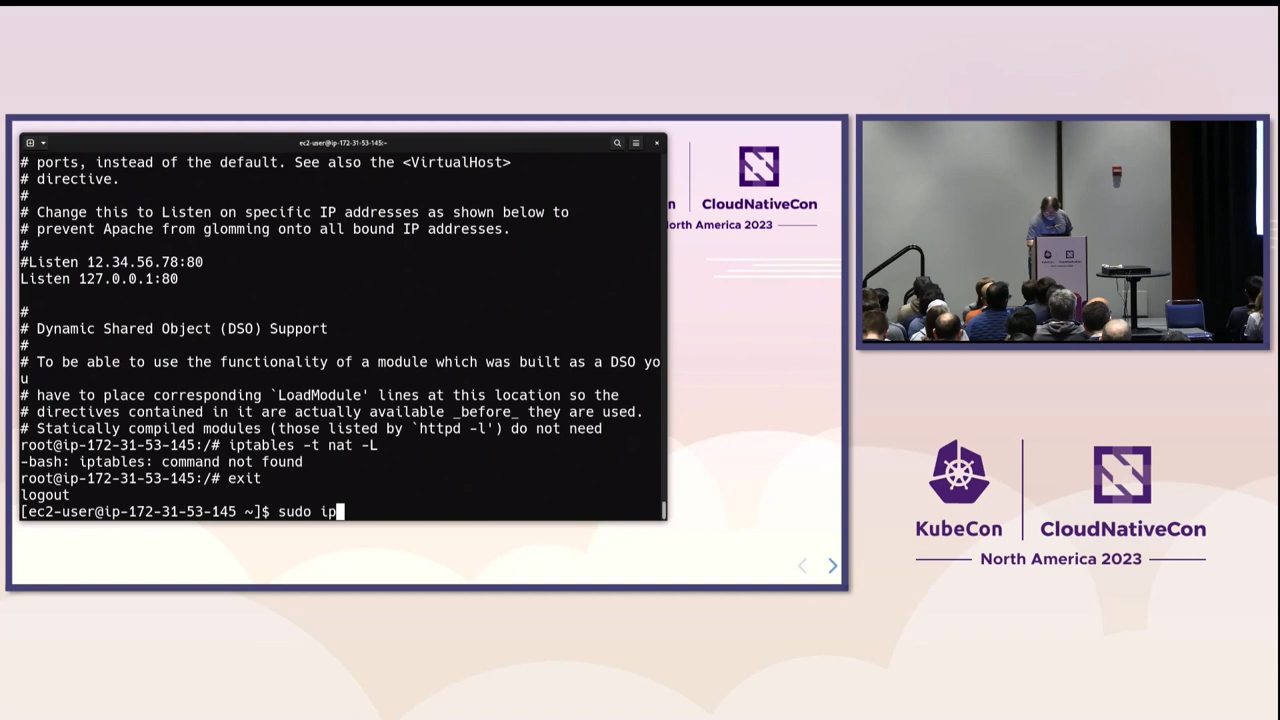 ec2-user@ip-172-31-53-145:~
# ports, instead of the default. See also the <VirtualHost>
# directive.
#
# Change this to Listen on specific IP addresses as shown below to
# prevent Apache from glomming onto all bound IP addresses.
#
#Listen 12.34.56.78:80
Listen 127.0.0.1:80
#
# Dynamic Shared Object (DSO) Support
#
# To be able to use the functionality of a module which was built as a DSO yo
u
# have to place corresponding `LoadModule' lines at this location so the
# directives contained in it are actually available _before_ they are used.
# Statically compiled modules (those listed by `httpd -l') do not need
root@ip-172-31-53-145:/# iptables -t nat -L
-bash: iptables: command not found
root@ip-172-31-53-145:/# exit
logout
[ec2-user@ip-172-31-53-145 ~]$ sudo ip
n
CloudNativeCon
orth America 2023
KubeCon
CloudNativeCon
North America 2023